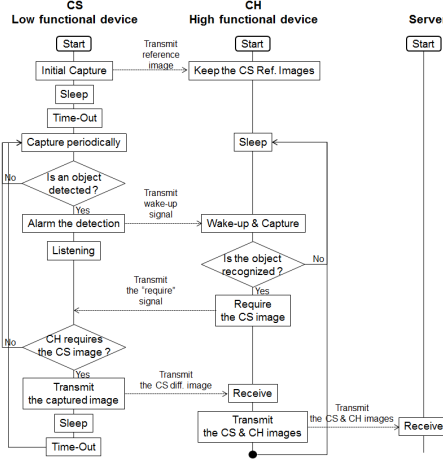 CS
Low functional device
CH
High functional device
Server
Start
Start
Start
Transmit
reference
image
Initial Capture
Keep the CS Ref. Images
Sleep
Time-Out
Capture periodically
Sleep
Is an object
detected ?
No
Yes
Transmit
wake-up
signal
Alarm the detection
Wake-up & Capture
Listening
Is the object
recognized ?
No
Yes
Transmit
the "require"
signal
Require
the CS image
CH requires
the CS image ?
No
Yes
Transmit
the captured image
Transmit
the CS diff. image
Receive
Sleep
Transmit
the CS & CH images
Transmit
the CS & CH images
Receive
Time-Out